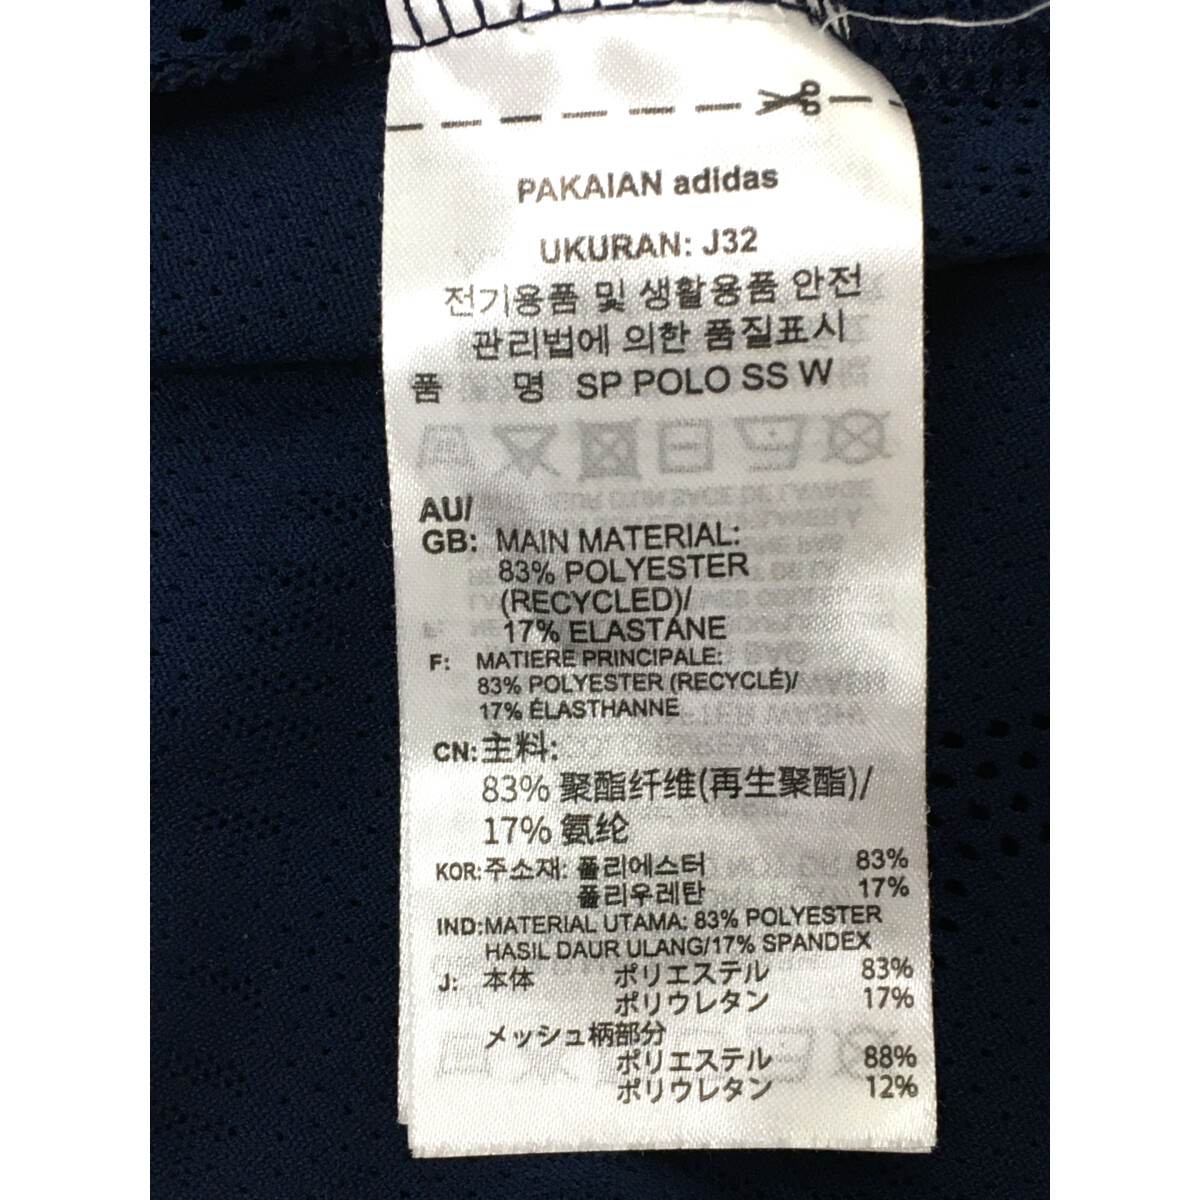 PAKAIAN adidas
UKURAN: J32
전기용품 및 생활용품 안전
관리법에 의한 품질표시
품 명 SP POLO SS W
AU/
GB: MAIN MATERIAL:
83% POLYESTER
(RECYCLED)/
17% ELASTANE
F: MATIERE PRINCIPALE:
83% POLYESTER (RECYCLÉ)/
17% ÉLASTHANNE
CN: 主料:
83% 聚酯纤维(再生聚酯)/
17% 氨纶
KOR: 주소재: 폴리에스터 83%
폴리우레탄 17%
IND: MATERIAL UTAMA: 83% POLYESTER
HASIL DAUR ULANG/17% SPANDEX
J: 本体 ポリエステル 83%
ポリウレタン 17%
メッシュ柄部分
ポリエステル 88%
ポリウレタン 12%